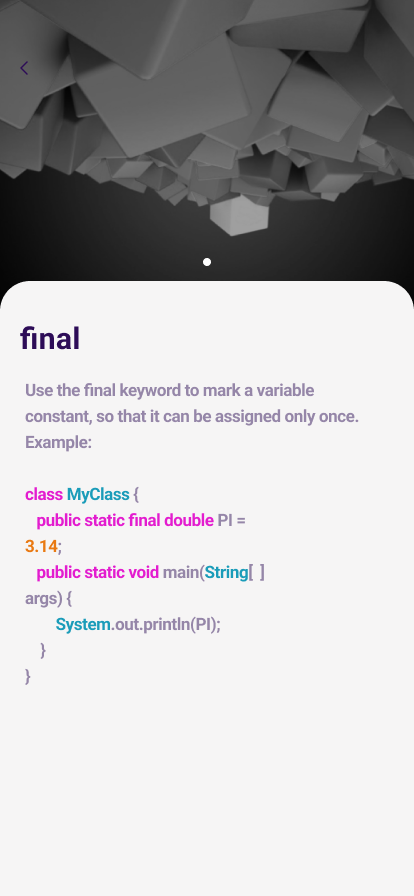 final
Use the final keyword to mark a variable
constant, so that it can be assigned only once.
Example:
class MyClass {
public static final double PI =
3.14;
public static void main(String[ ]
args) {
System.out.println(PI);
}
}